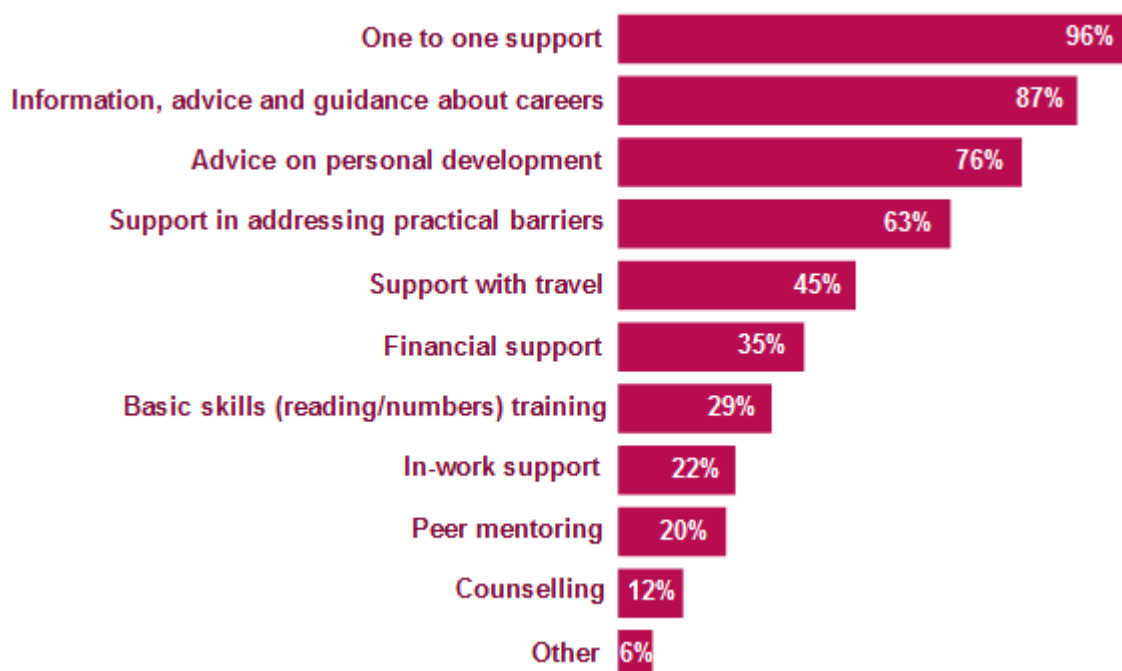 One to one support 96%
Information, advice and guidance about careers 87%
Advice on personal development 76%
Support in addressing practical barriers 63%
Support with travel 45%
Financial support 35%
Basic skills (reading/numbers) training 29%
In-work support 22%
Peer mentoring 20%
Counselling 12%
Other 6%